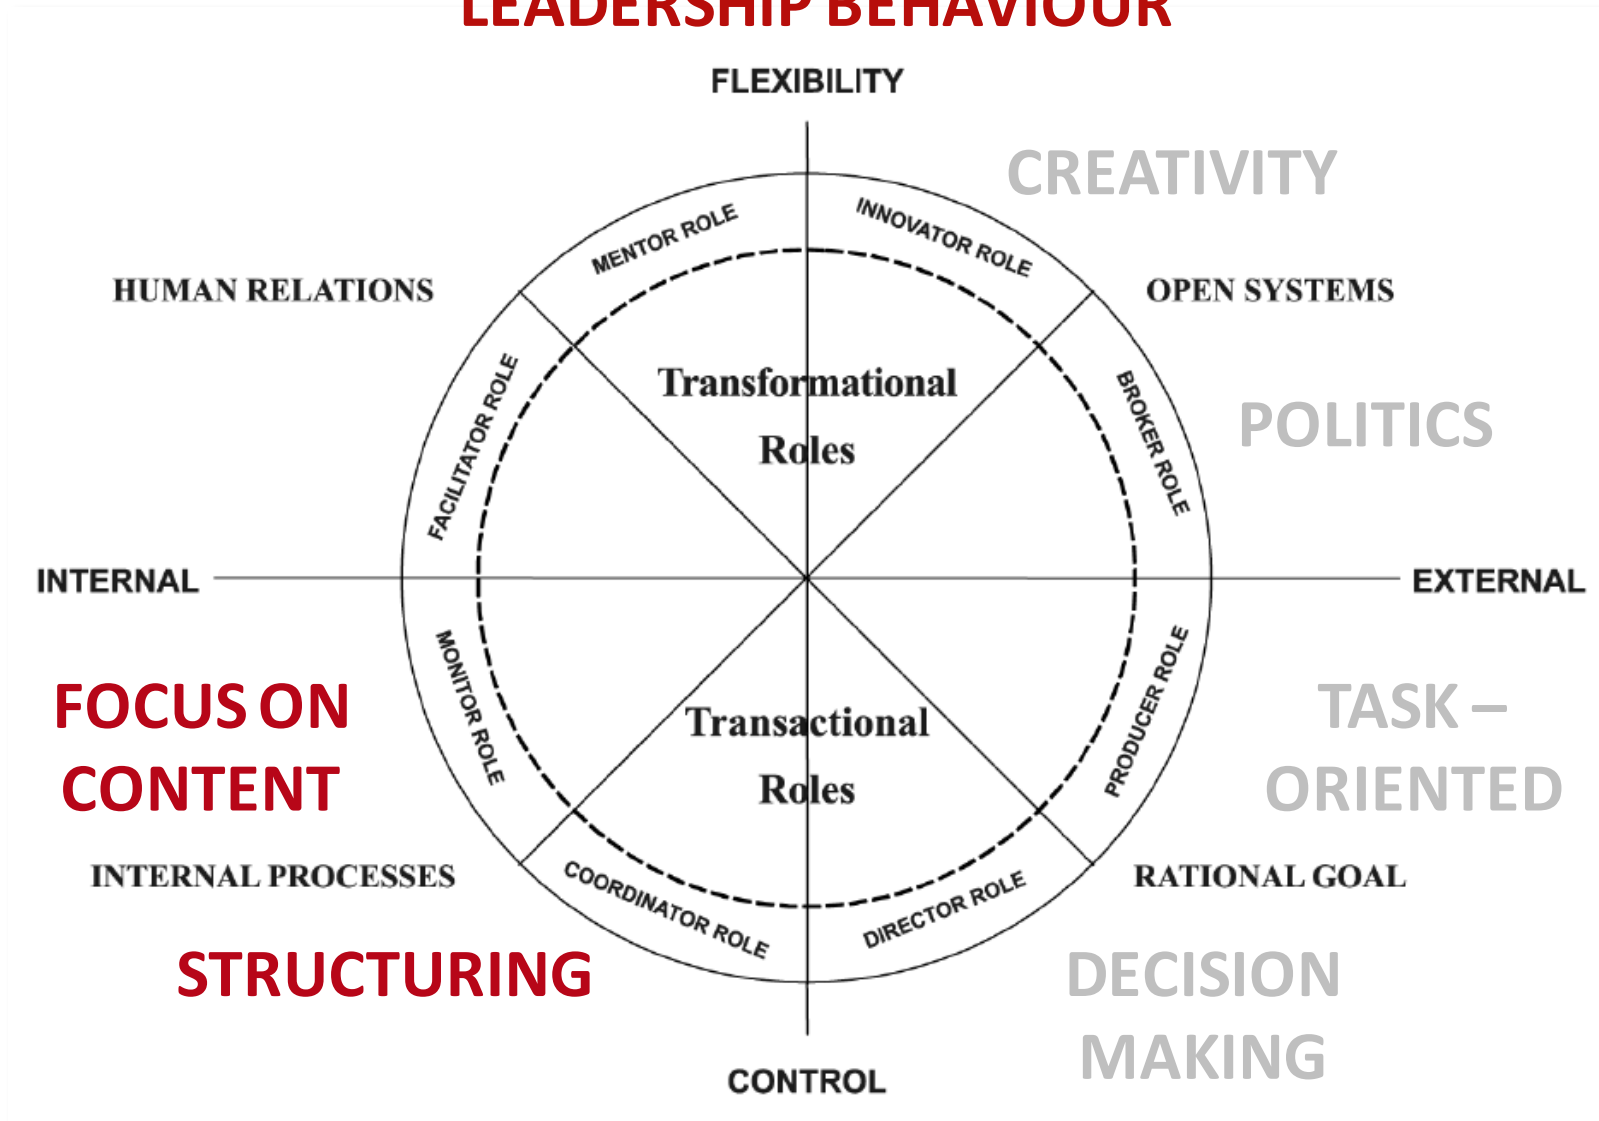 LEADERSHIP BEHAVIOUR
FLEXIBILITY
CREATIVITY
MENTOR ROLE
INNOVATOR ROLE
HUMAN RELATIONS
OPEN SYSTEMS
FACILITATOR ROLE
BROKER ROLE
Transformational
Roles
POLITICS
INTERNAL
EXTERNAL
MONITOR ROLE
PRODUCER ROLE
FOCUS ON
CONTENT
TASK –
ORIENTED
Transactional
Roles
INTERNAL PROCESSES
RATIONAL GOAL
COORDINATOR ROLE
DIRECTOR ROLE
STRUCTURING
DECISION
MAKING
CONTROL